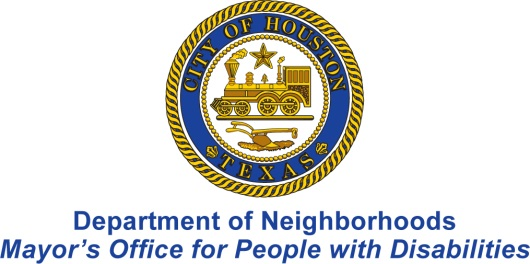 CITY OF HOUSTON
TEXAS
Department of Neighborhoods
Mayor's Office for People with Disabilities